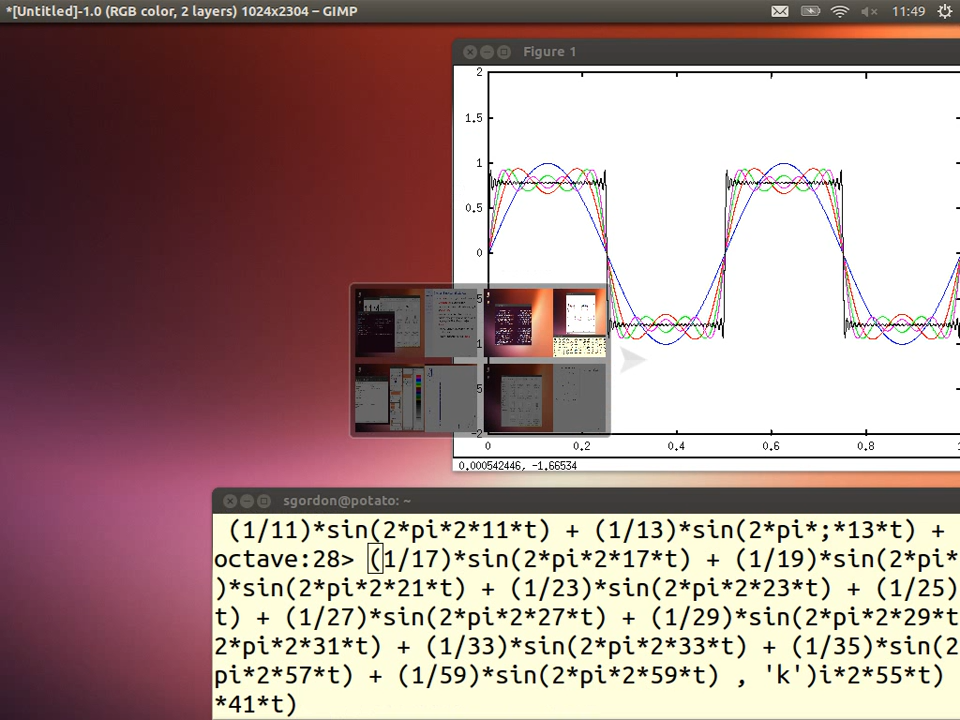 *[Untitled]-1.0 (RGB color, 2 layers) 1024x2304 – GIMP
11:49
Figure 1
2
1.5
1
0.5
0
5
1
5
-2
0
0.2
0.4
0.6
0.8
1
0.000542446, -1.66534
sgordon@potato: ~
(1/11)*sin(2*pi*2*11*t) + (1/13)*sin(2*pi*;*13*t) +
octave:28> (1/17)*sin(2*pi*2*17*t) + (1/19)*sin(2*pi*
)*sin(2*pi*2*21*t) + (1/23)*sin(2*pi*2*23*t) + (1/25)
t) + (1/27)*sin(2*pi*2*27*t) + (1/29)*sin(2*pi*2*29*t
2*pi*2*31*t) + (1/33)*sin(2*pi*2*33*t) + (1/35)*sin(2
pi*2*57*t) + (1/59)*sin(2*pi*2*59*t) , 'k')i*2*55*t)
*41*t)